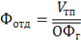 Фотд = Vтп / ОФг